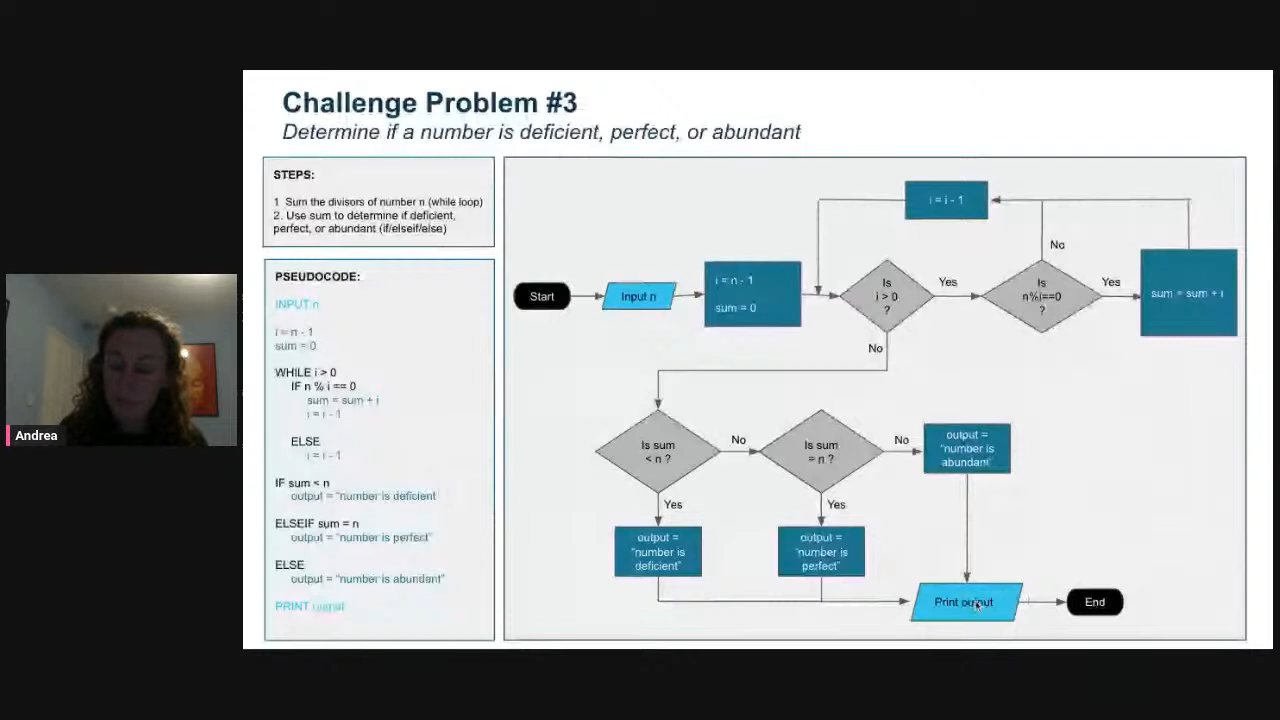 Challenge Problem #3
Determine if a number is deficient, perfect, or abundant
STEPS:
1 Sum the divisors of number n (while loop)
2. Use sum to determine if deficient,
perfect, or abundant (if/elseif/else)
PSEUDOCODE:
INPUT n
i = n - 1
sum = 0
WHILE i > 0
IF n % i == 0
sum = sum + i
i = i - 1
ELSE
i = i - 1
IF sum < n
output = "number is deficient
ELSEIF sum = n
output = "number is perfect"
ELSE
output = "number is abundant"
PRINT output
Start
Input n
i = n - 1
sum = 0
Is
i > 0
?
Yes
No
Is
n%i==0
?
No
Yes
i = i - 1
sum = sum + i
Is sum
< n ?
No
Yes
Is sum
= n ?
No
Yes
output =
"number is
abundant"
output =
"number is
deficient"
output =
"number is
perfect"
Print output
End
Andrea